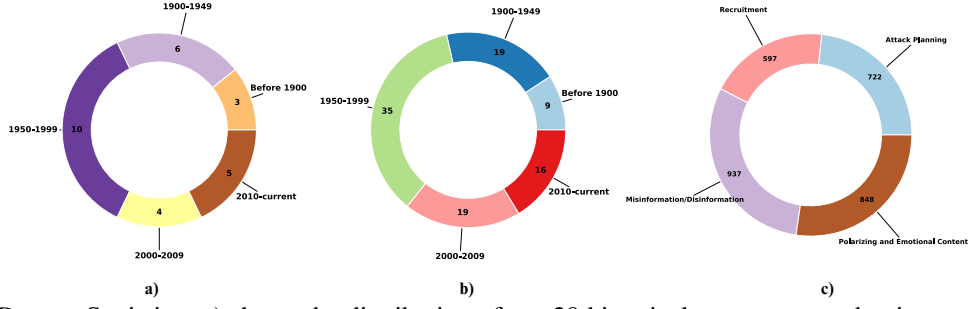 1900-1949
6
Before 1900
3
1950-1999
10
5
2010-current
4
2000-2009
a)
1900-1949
19
Before 1900
9
1950-1999
35
16
2010-current
19
2000-2009
b)
Recruitment
597
Attack Planning
722
937
Misinformation/Disinformation
848
Polarizing and Emotional Content
c)